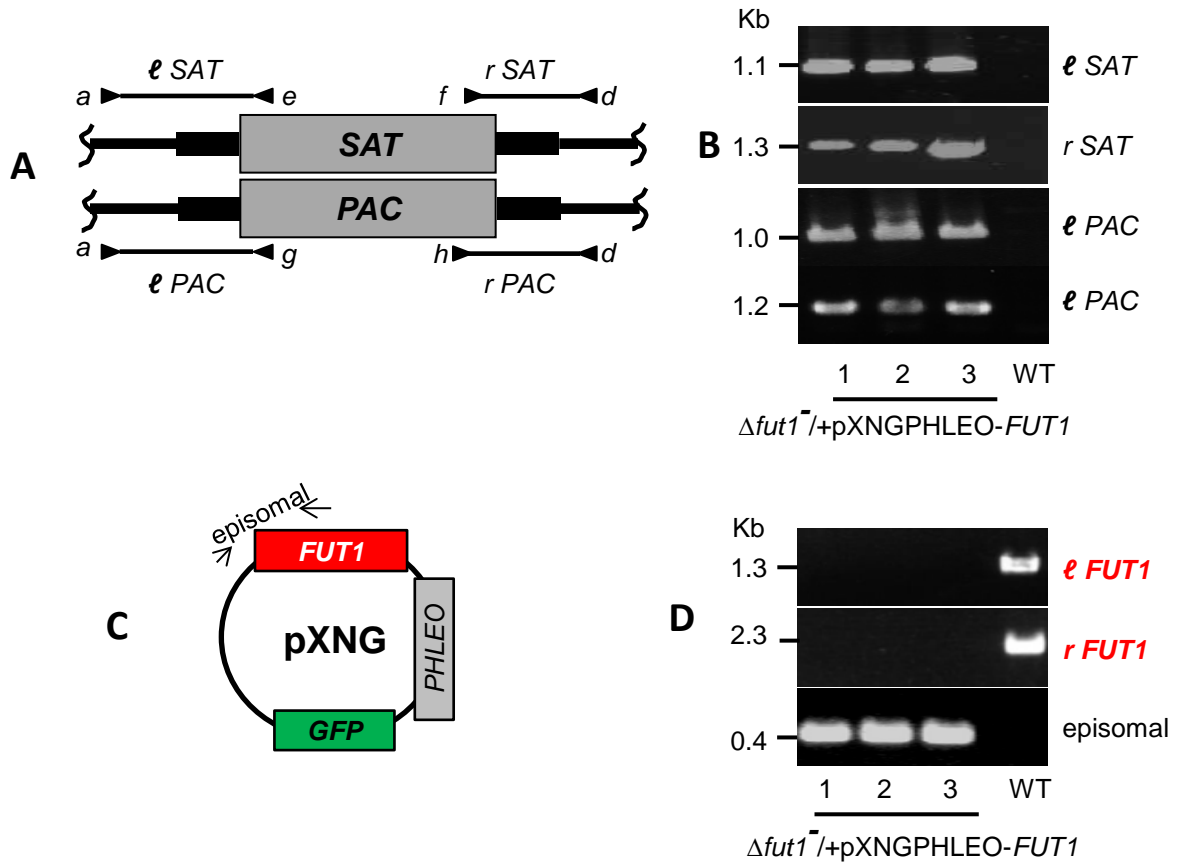 A
ℓ SAT
r SAT
a
e
f
d
SAT
PAC
a
g
h
d
ℓ PAC
r PAC
B
Kb
1.1
ℓ SAT
1.3
r SAT
1.0
ℓ PAC
1.2
ℓ PAC
1 2 3 WT
Δfut1⁻/+pXNGPHLEO-FUT1
C
episomal
FUT1
pXNG
PHLEO
GFP
D
Kb
1.3
ℓ FUT1
2.3
r FUT1
0.4
episomal
1 2 3 WT
Δfut1⁻/+pXNGPHLEO-FUT1